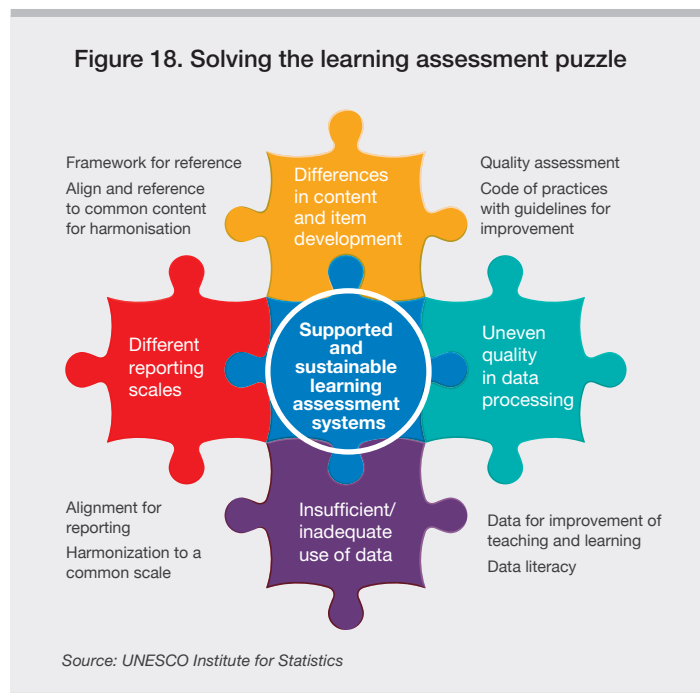 Figure 18. Solving the learning assessment puzzle
Framework for reference
Align and reference
to common content
for harmonisation
Differences
in content
and item
development
Quality assessment
Code of practices
with guidelines for
improvement
Different
reporting
scales
Supported
and
sustainable
learning
assessment
systems
Uneven
quality
in data
processing
Alignment for
reporting
Harmonization to a
common scale
Insufficient/
inadequate
use of data
Data for improvement of
teaching and learning
Data literacy
Source: UNESCO Institute for Statistics